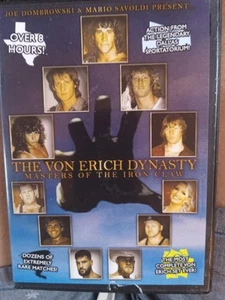 JOE DOMBROWSKI & MARIO SAVOLDI PRESENT
OVER 8
HOURS!
ACTION FROM
THE LEGENDARY
DALLAS
SPORTATORIUM!
THE VON ERICH DYNASTY
MASTERS OF THE IRON CLAW
DOZENS OF
EXTREMELY
RARE MATCHES!
THE MOST
COMPLETE VON
ERICH SET EVER!